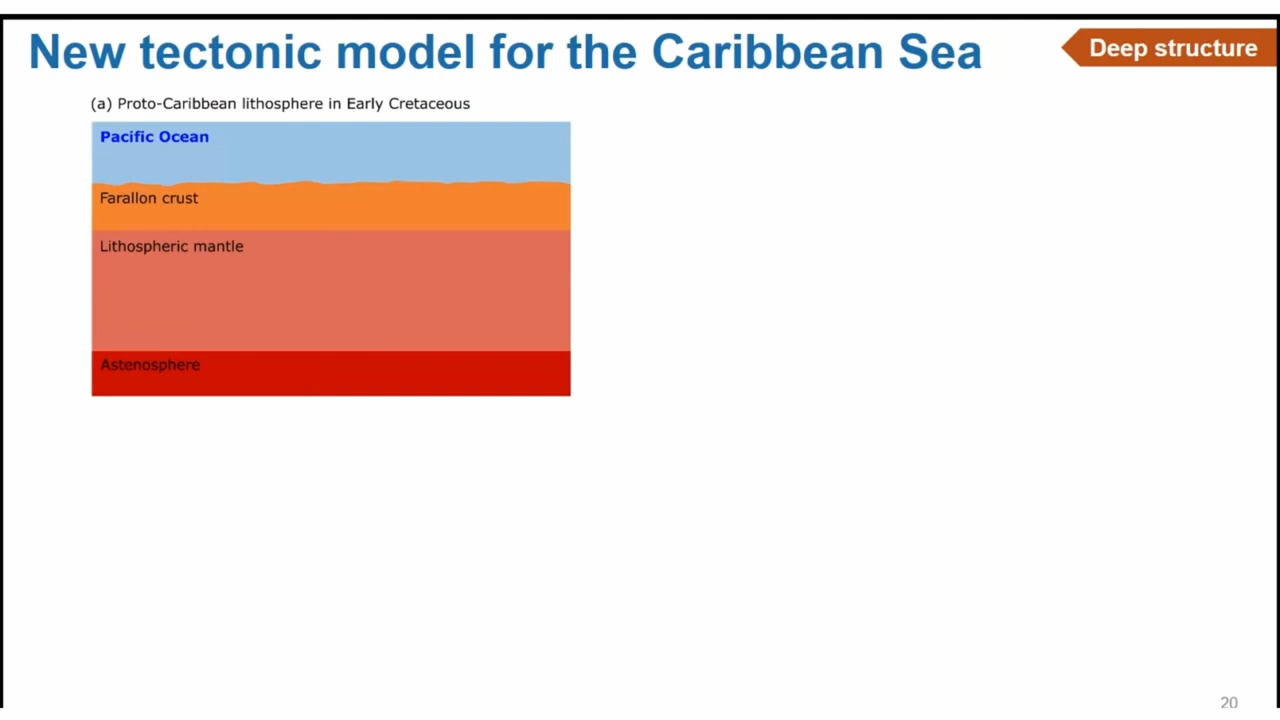 New tectonic model for the Caribbean Sea
Deep structure
(a) Proto-Caribbean lithosphere in Early Cretaceous
Pacific Ocean
Farallon crust
Lithospheric mantle
Astenosphere
20